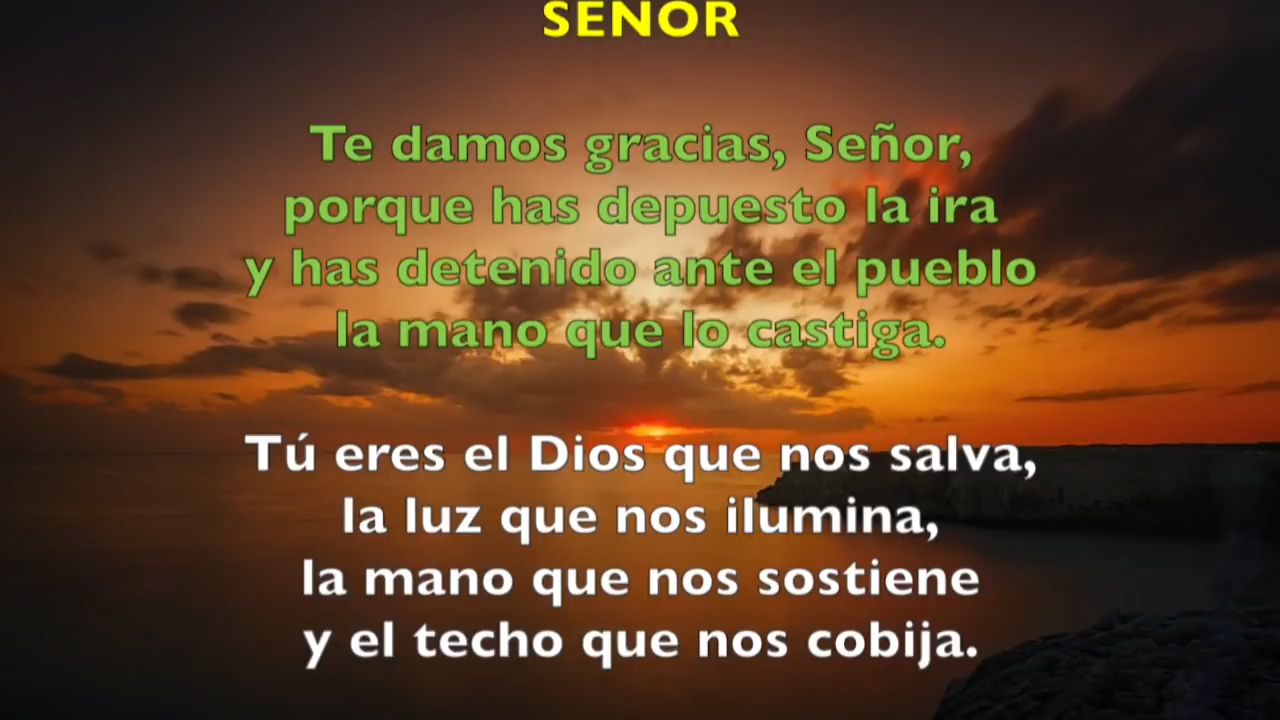 SEÑOR
Te damos gracias, Señor,
porque has depuesto la ira
y has detenido ante el pueblo
la mano que lo castiga.
Tú eres el Dios que nos salva,
la luz que nos ilumina,
la mano que nos sostiene
y el techo que nos cobija.